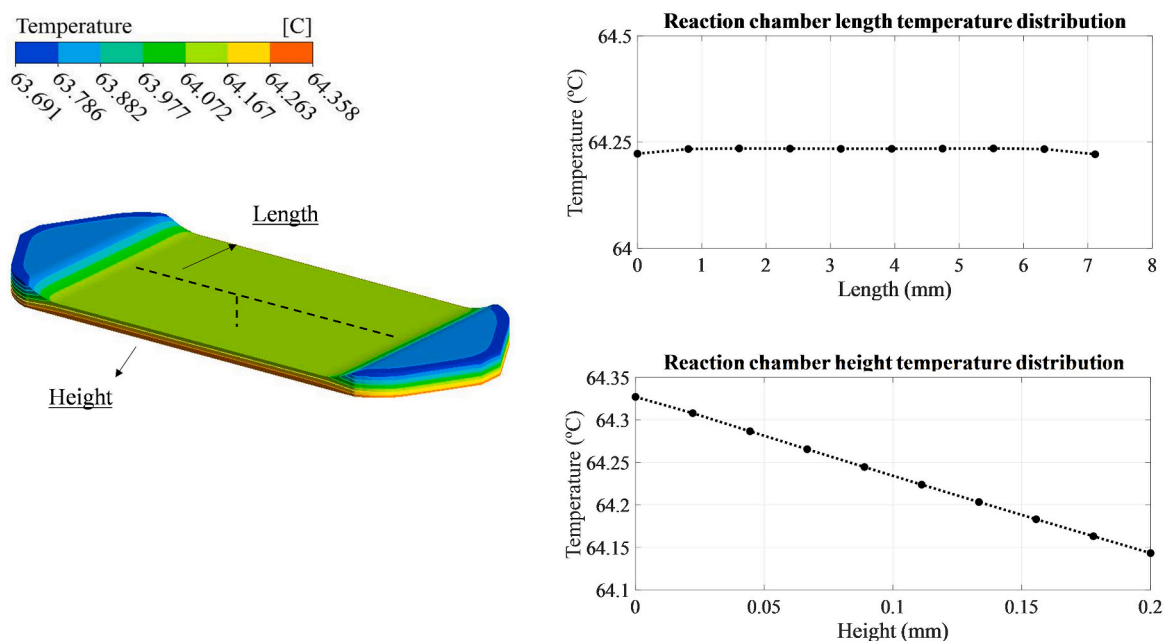 Temperature [C]
63.691 63.786 63.882 63.977 64.072 64.167 64.263 64.358
Length
Height
Reaction chamber length temperature distribution
Temperature (ºC)
64.5
64.25
64
0 1 2 3 4 5 6 7 8
Length (mm)
Reaction chamber height temperature distribution
Temperature (ºC)
64.35
64.3
64.25
64.2
64.15
64.1
0 0.05 0.1 0.15 0.2
Height (mm)